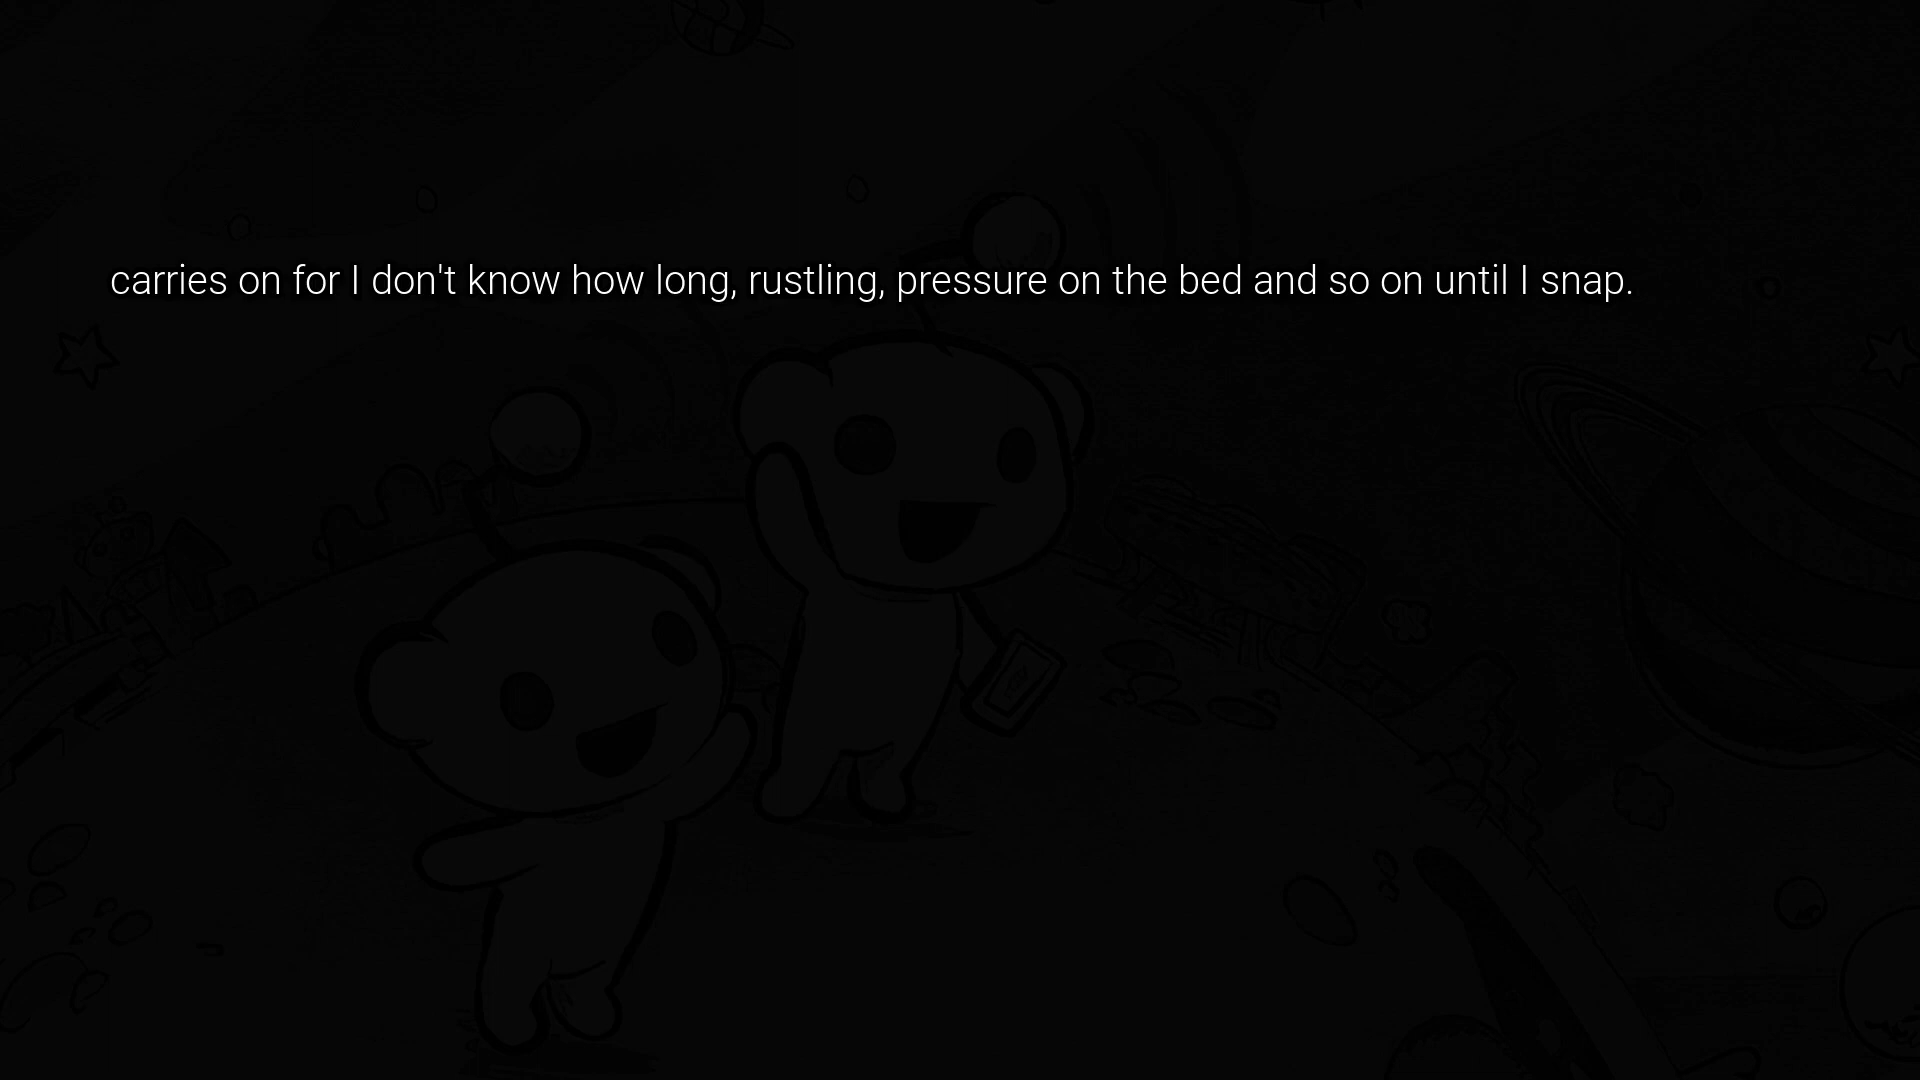 carries on for I don't know how long, rustling, pressure on the bed and so on until I snap.